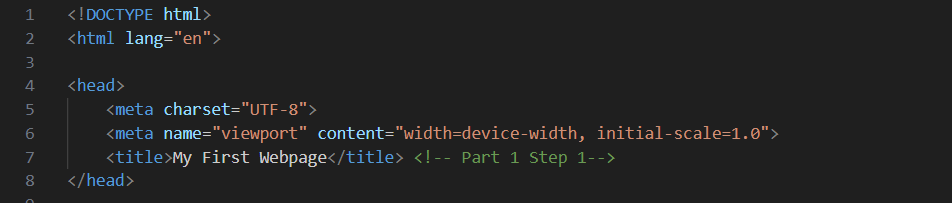 1 <!DOCTYPE html>
2 <html lang="en">
3
4 <head>
5     <meta charset="UTF-8">
6     <meta name="viewport" content="width=device-width, initial-scale=1.0">
7     <title>My First Webpage</title> <!-- Part 1 Step 1-->
8 </head>